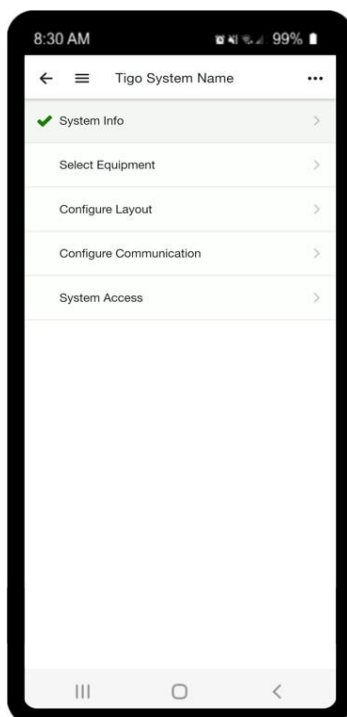 8:30 AM 99%
Tigo System Name
System Info
Select Equipment
Configure Layout
Configure Communication
System Access